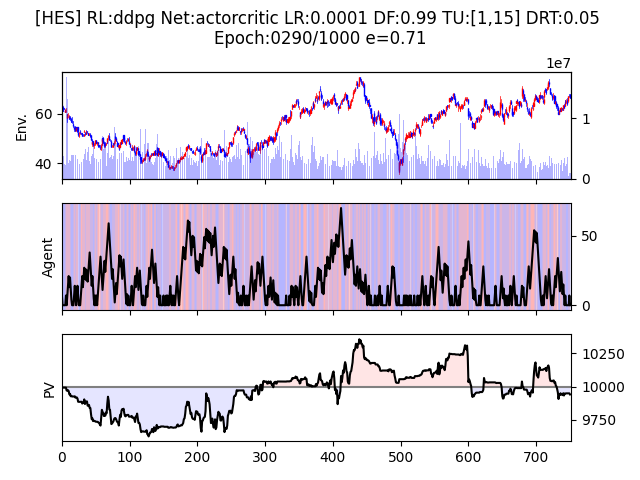 [HES] RL:ddpg Net:actorcritic LR:0.0001 DF:0.99 TU:[1,15] DRT:0.05
Epoch:0290/1000 e=0.71
1e7
Env.
60
40
1
0
Agent
50
0
PV
10250
10000
9750
0 100 200 300 400 500 600 700